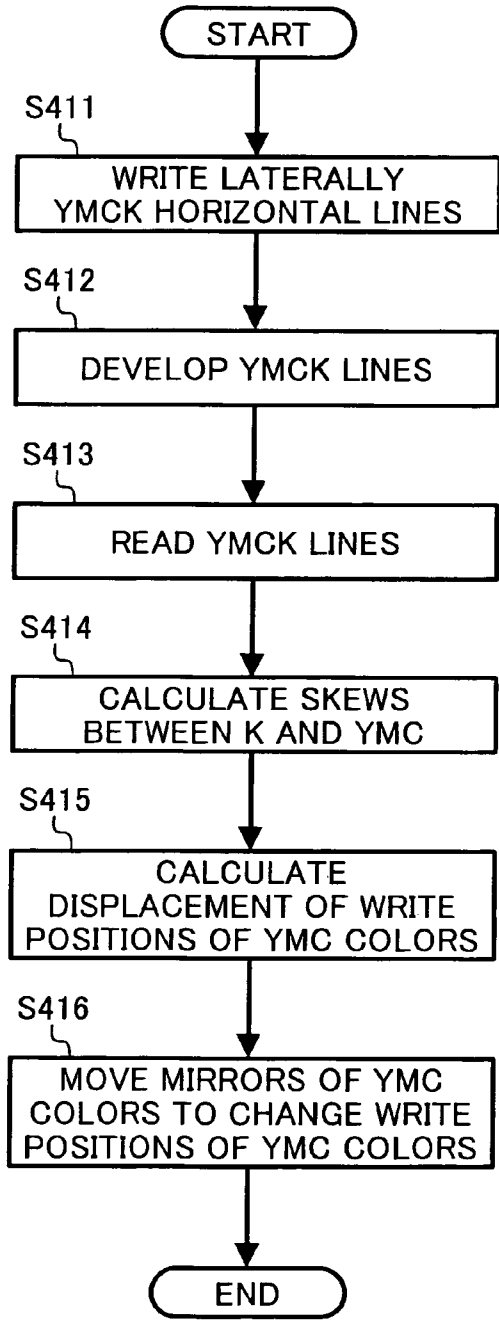 START
S411
WRITE LATERALLY
YMCK HORIZONTAL LINES
S412
DEVELOP YMCK LINES
S413
READ YMCK LINES
S414
CALCULATE SKEWS
BETWEEN K AND YMC
S415
CALCULATE
DISPLACEMENT OF WRITE
POSITIONS OF YMC COLORS
S416
MOVE MIRRORS OF YMC
COLORS TO CHANGE WRITE
POSITIONS OF YMC COLORS
END